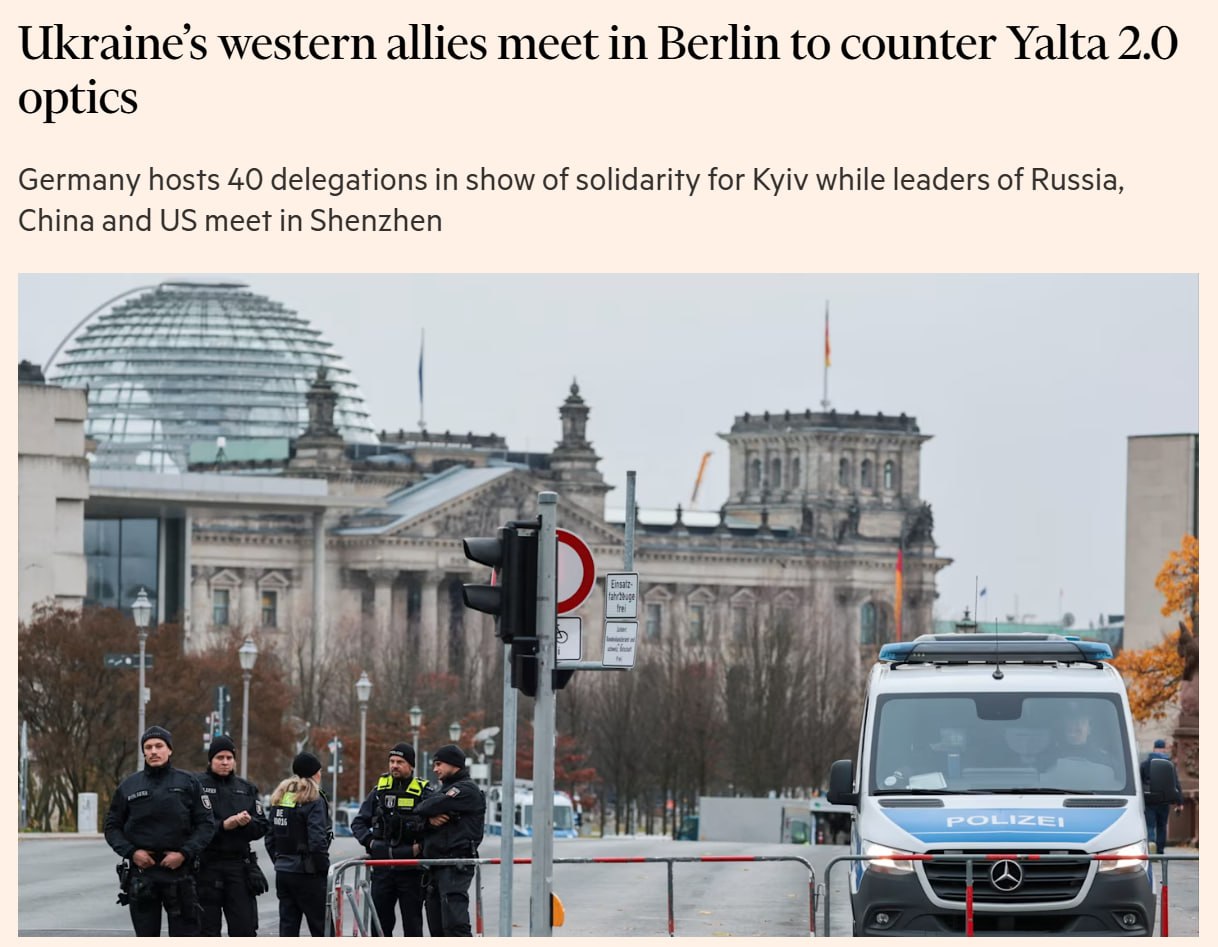 Ukraine’s western allies meet in Berlin to counter Yalta 2.0
optics
Germany hosts 40 delegations in show of solidarity for Kyiv while leaders of Russia,
China and US meet in Shenzhen
Einsatz-
fahrzeuge
frei
POLIZEI